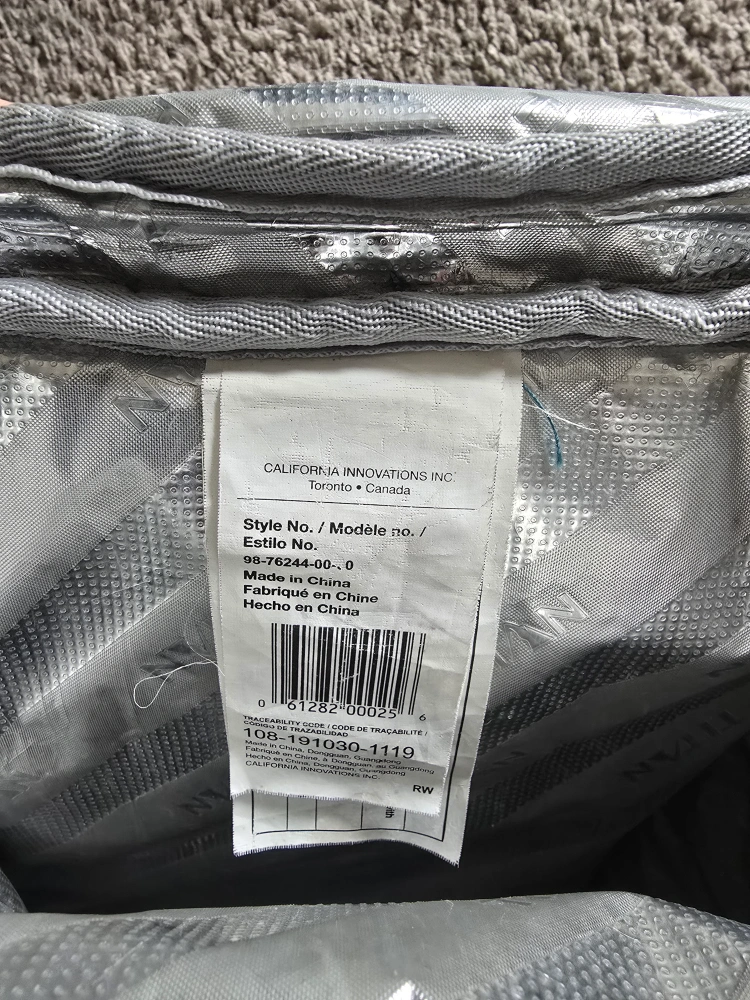 CALIFORNIA INNOVATIONS INC.
Toronto • Canada
Style No. / Modèle no. /
Estilo No.
Made in China
Fabriqué en Chine
Hecho en China
0 61282 00025 6
TRACEABILITY CODE / CODE DE TRAÇABILITÉ /
CÓDIGO DE TRAZABILIDAD
108-191030-1119
Made in China, Dongguan, Guangdong
Fabriqué en Chine, à Dongguan, au Guangdong
Hecho en China, Dongguan, Guangdong
CALIFORNIA INNOVATIONS INC.
RW